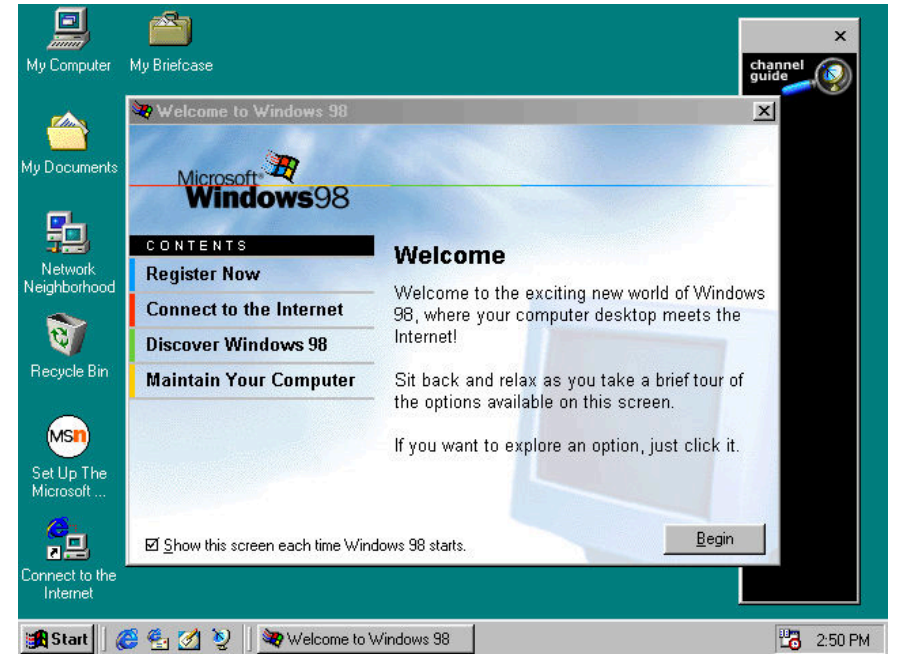 My Computer
My Briefcase
channel
guide
Welcome to Windows 98
My Documents
Microsoft
Windows98
CONTENTS
Register Now
Connect to the Internet
Discover Windows 98
Maintain Your Computer
Welcome
Welcome to the exciting new world of Windows
98, where your computer desktop meets the
Internet!
Sit back and relax as you take a brief tour of
the options available on this screen.
If you want to explore an option, just click it.
Network
Neighborhood
Recycle Bin
MSn
Set Up The
Microsoft ...
Show this screen each time Windows 98 starts.
Begin
Connect to the
Internet
Start
Welcome to Windows 98
2:50 PM